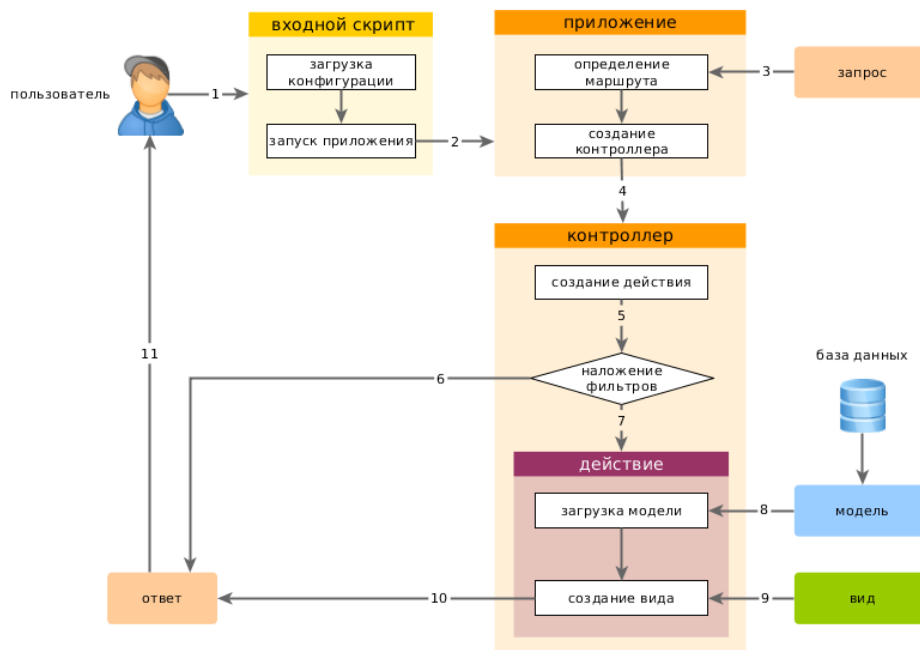 входной скрипт
приложение
загрузка
конфигурации
определение
маршрута
3
запрос
пользователь
1
запуск приложения
2
создание
контроллера
4
контроллер
создание действия
5
11
база данных
наложение
фильтров
6
7
действие
загрузка модели
8
модель
ответ
10
создание вида
9
вид